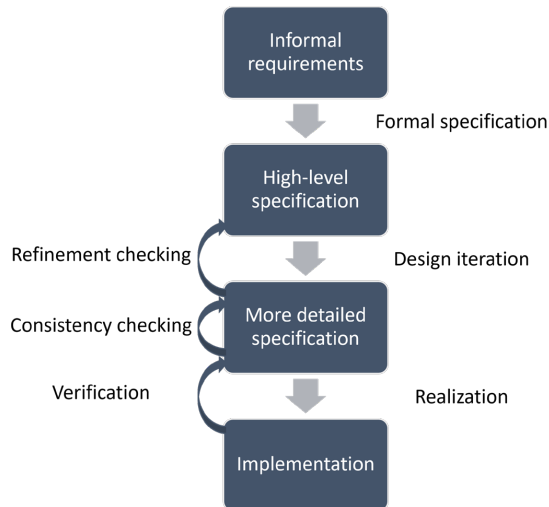 Informal
requirements
Formal specification
High-level
specification
Refinement checking
Design iteration
Consistency checking
More detailed
specification
Verification
Realization
Implementation